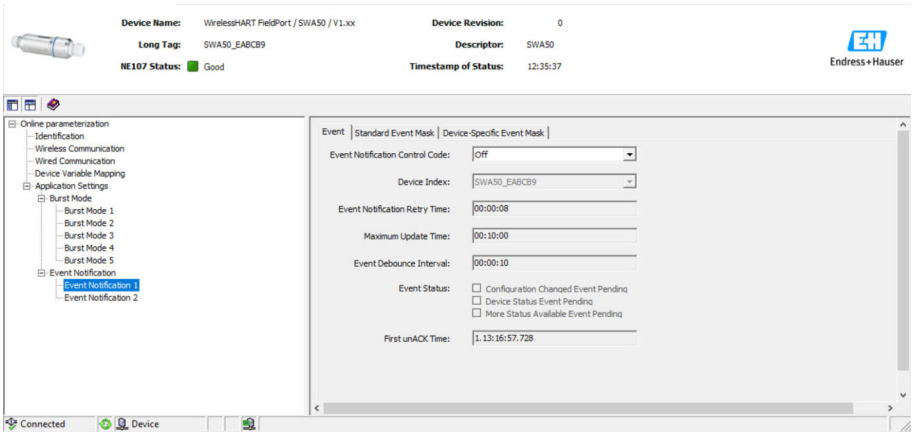 Device Name: WirelessHART FieldPort / SWA50 / V1.xx Device Revision: 0
Long Tag: SWA50_EABCB9 Descriptor: SWA50
NE107 Status: Good Timestamp of Status: 12:35:37
EH
Endress+Hauser
Online parameterization
Identification
Wireless Communication
Wired Communication
Device Variable Mapping
Application Settings
Burst Mode
Burst Mode 1
Burst Mode 2
Burst Mode 3
Burst Mode 4
Burst Mode 5
Event Notification
Event Notification 1
Event Notification 2
Event Standard Event Mask Device-Specific Event Mask
Event Notification Control Code: Off
Device Index: SWA50_EABCB9
Event Notification Retry Time: 00:00:08
Maximum Update Time: 00:10:00
Event Debounce Interval: 00:00:10
Event Status: Configuration Changed Event Pending
Device Status Event Pending
More Status Available Event Pending
First unACK Time: 1.13:16:57.728
Connected Device